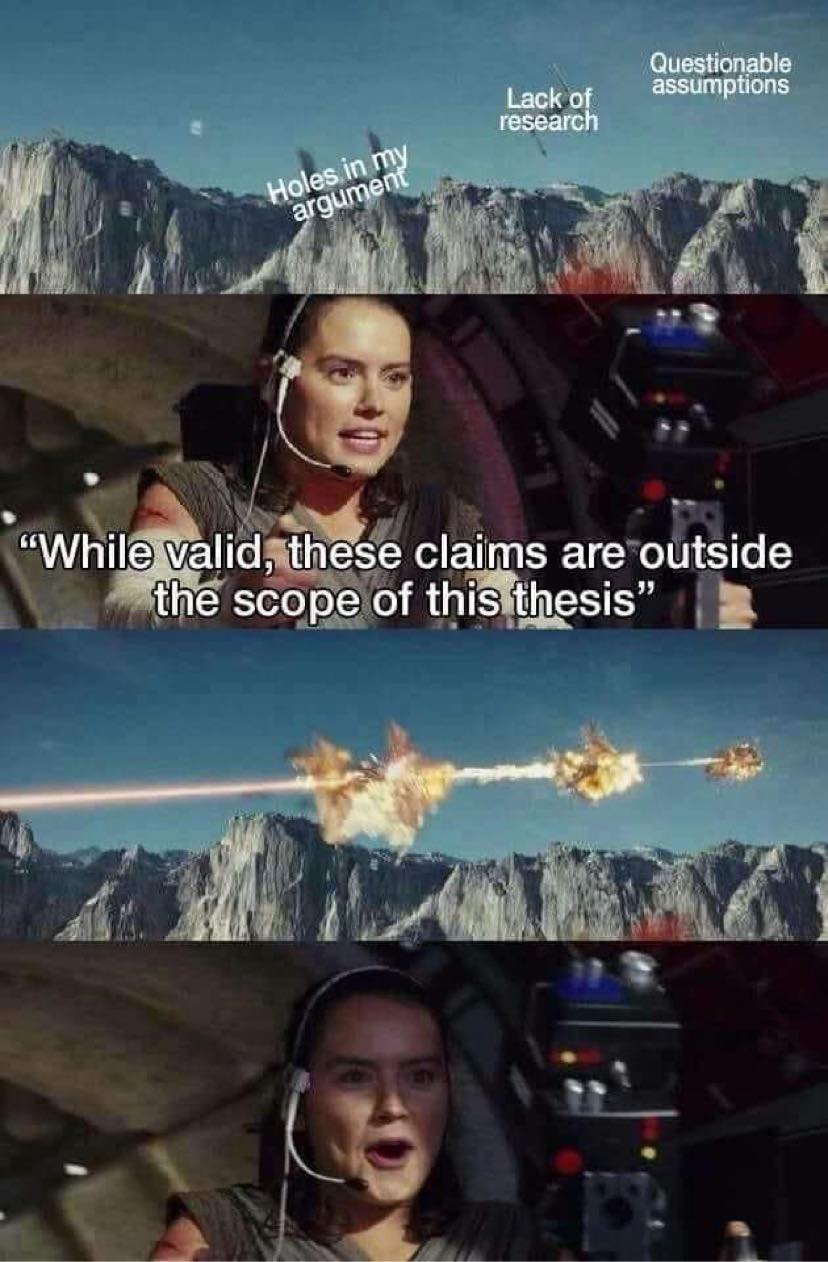 Questionable
assumptions
Lack of
research
Holes in my
argument
“While valid, these claims are outside
the scope of this thesis”